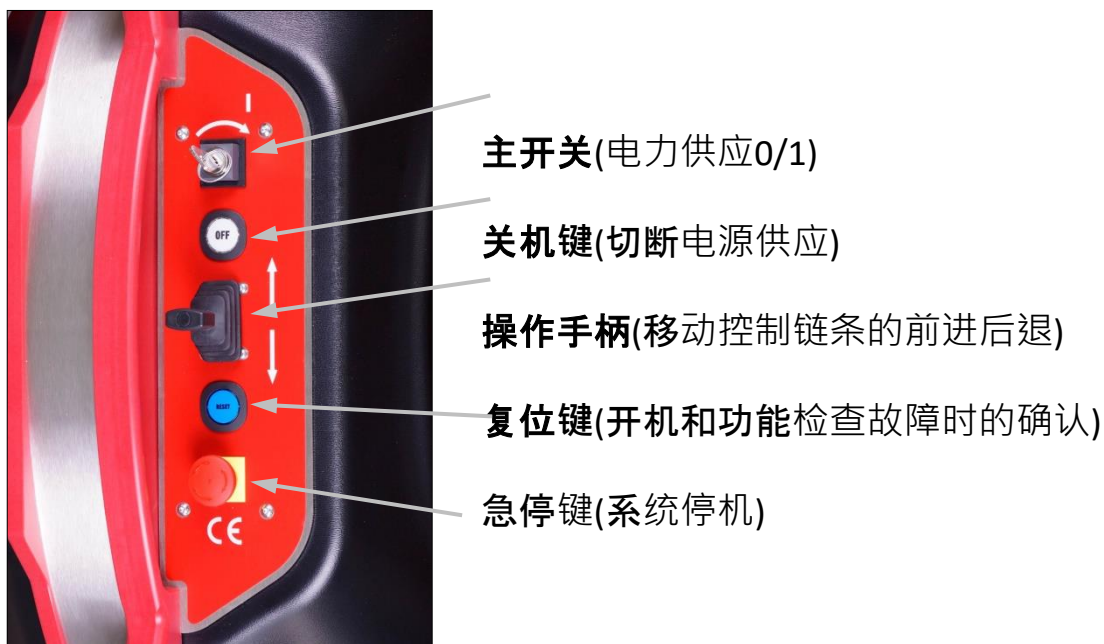 I
主开关(电力供应0/1)
OFF
关机键(切断电源供应)
操作手柄(移动控制链条的前进后退)
RESET
复位键(开机和功能检查故障时的确认)
急停键(系统停机)
CE